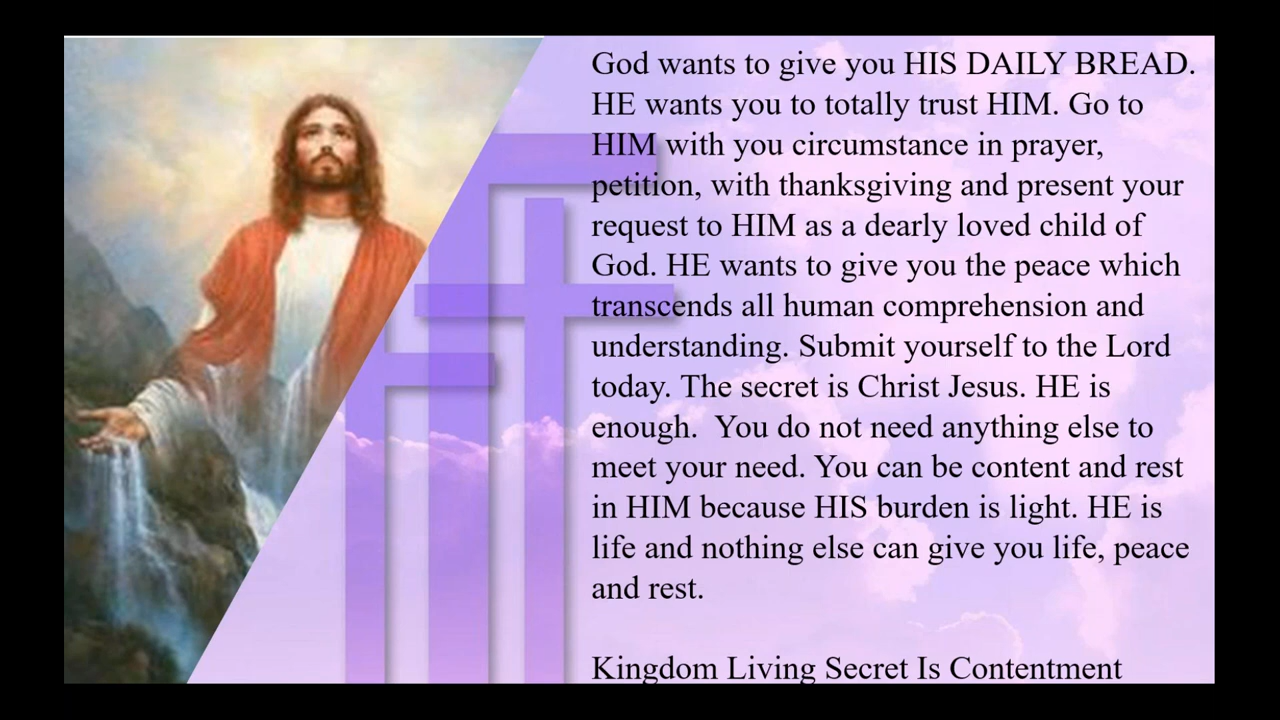 God wants to give you HIS DAILY BREAD.
HE wants you to totally trust HIM. Go to
HIM with you circumstance in prayer,
petition, with thanksgiving and present your
request to HIM as a dearly loved child of
God. HE wants to give you the peace which
transcends all human comprehension and
understanding. Submit yourself to the Lord
today. The secret is Christ Jesus. HE is
enough.  You do not need anything else to
meet your need. You can be content and rest
in HIM because HIS burden is light. HE is
life and nothing else can give you life, peace
and rest.
Kingdom Living Secret Is Contentment